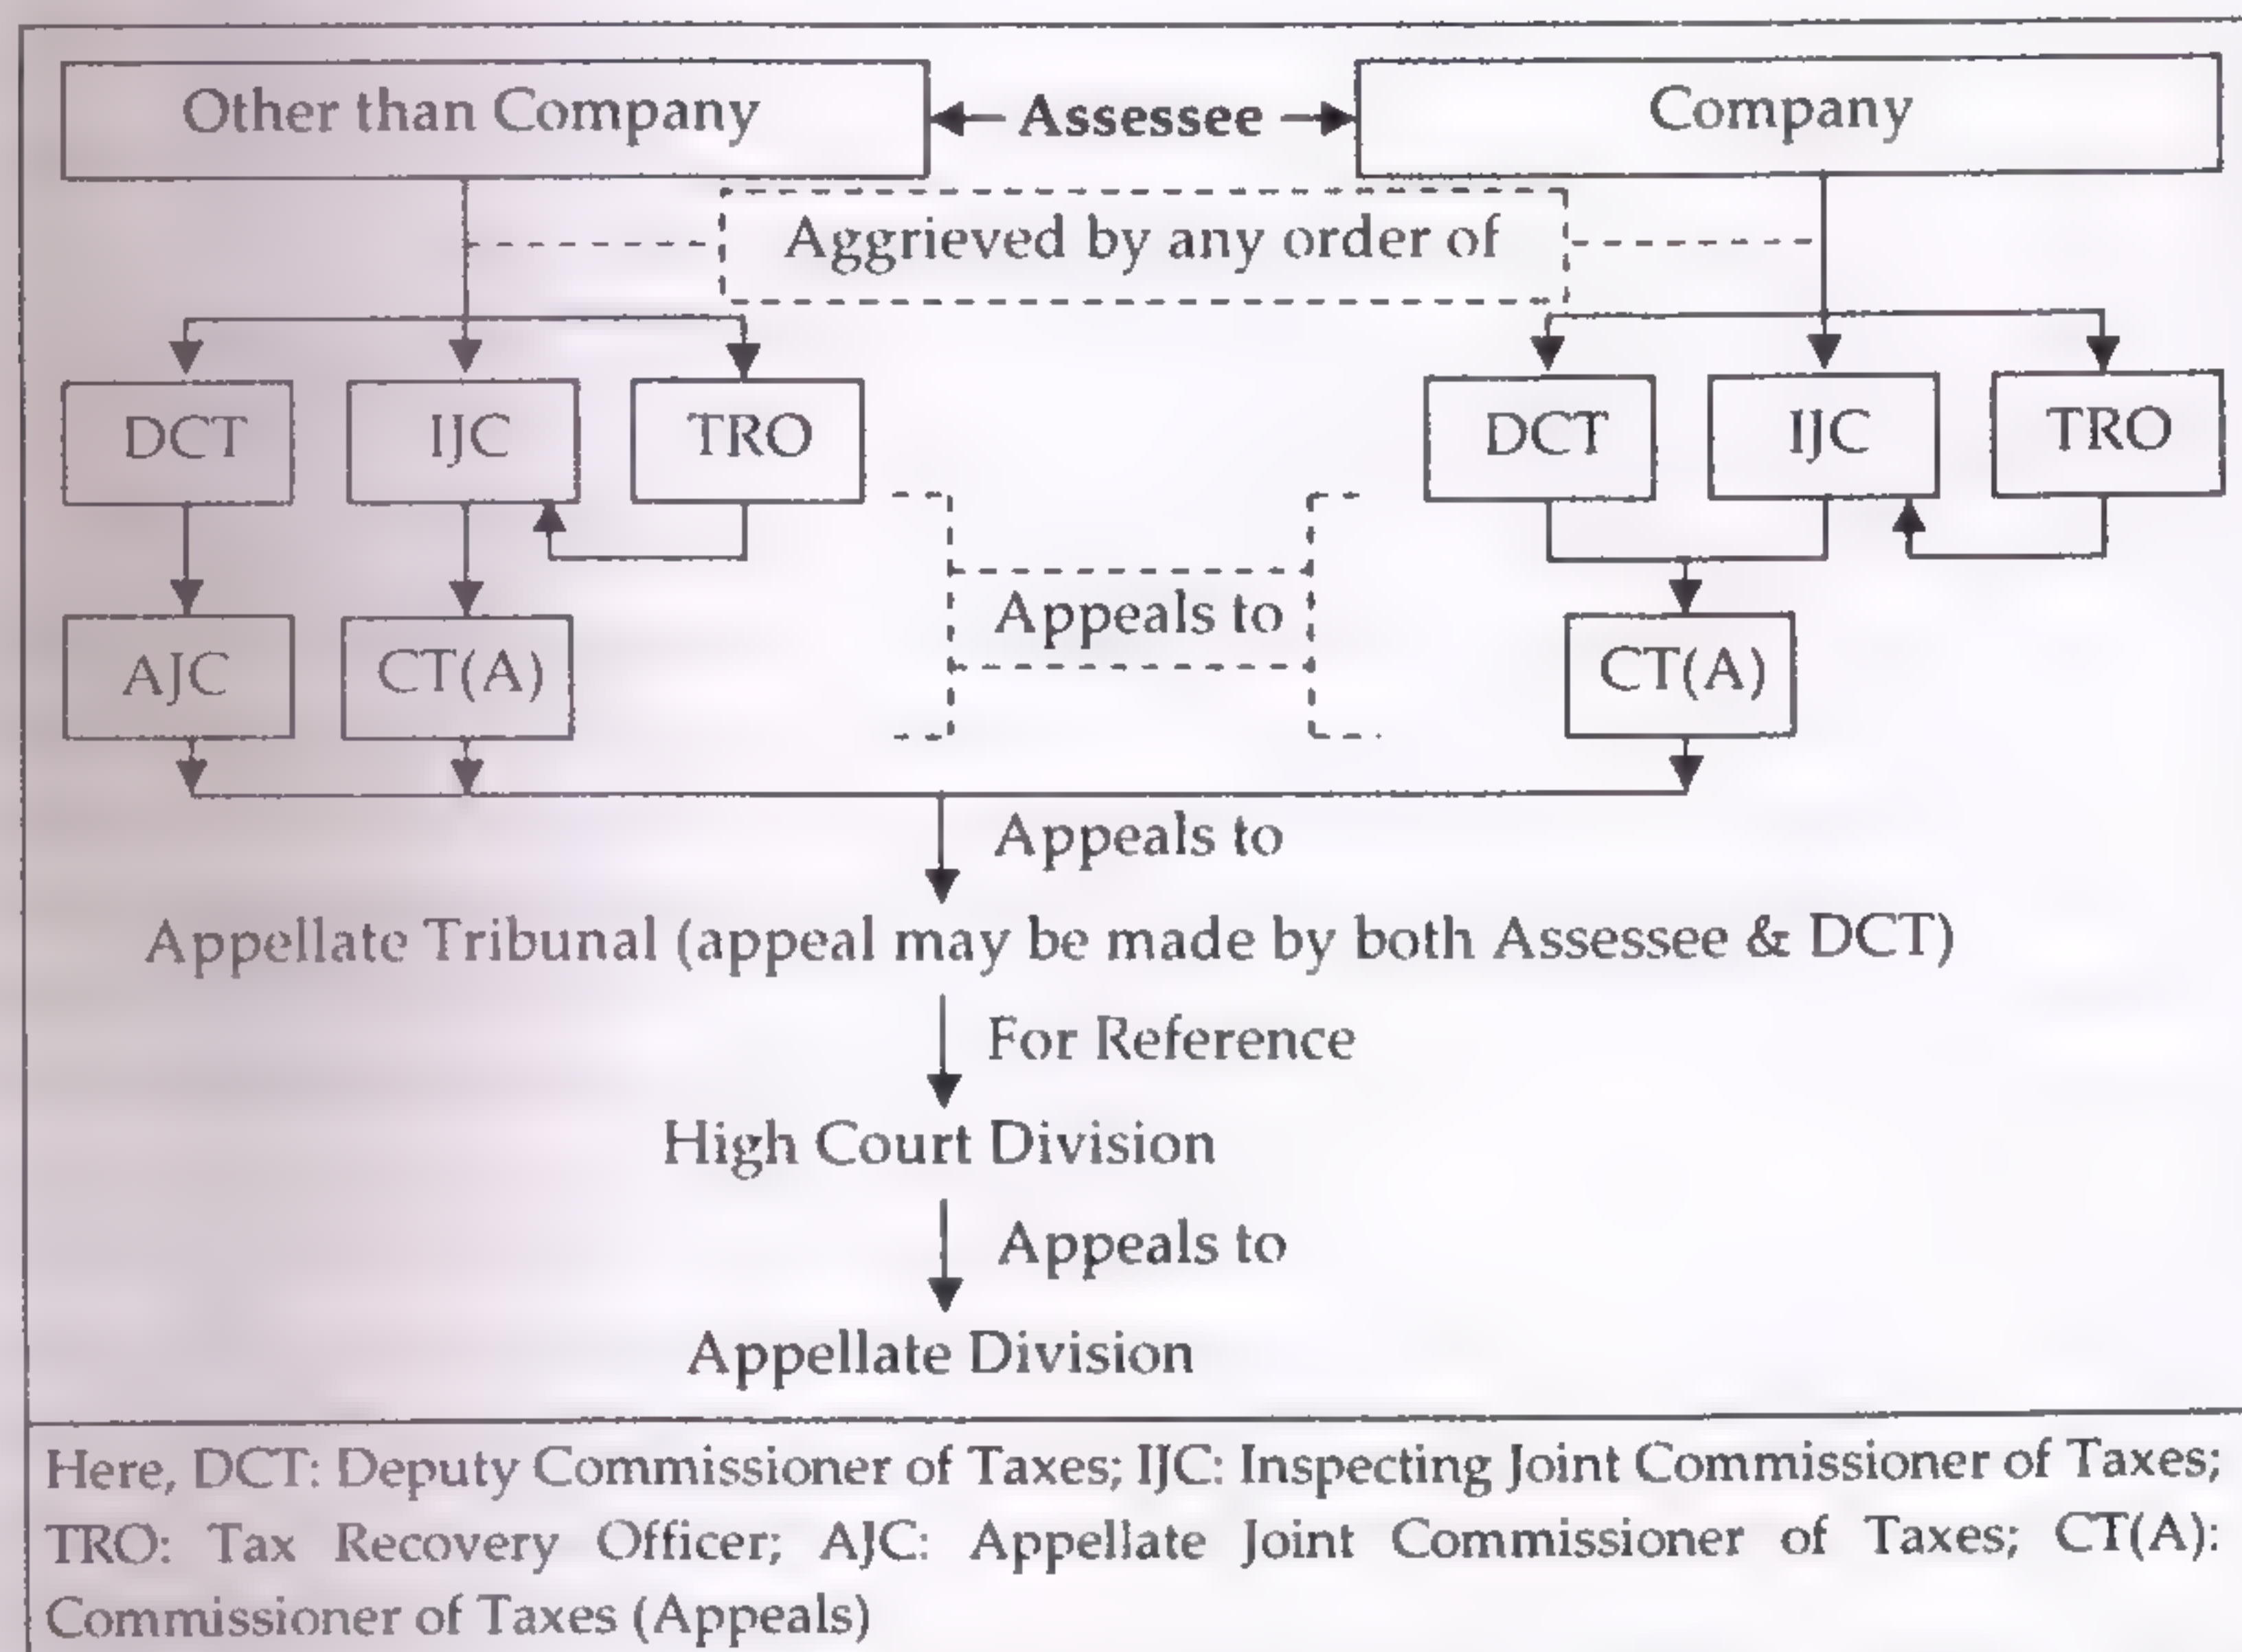 Other than Company
Assessee
Company
Aggrieved by any order of
DCT
IJC
TRO
DCT
IJC
TRO
Appeals to
AJC
CT(A)
CT(A)
Appeals to
Appellate Tribunal (appeal may be made by both Assessee & DCT)
For Reference
High Court Division
Appeals to
Appellate Division
Here, DCT: Deputy Commissioner of Taxes; IJC: Inspecting Joint Commissioner of Taxes;
TRO: Tax Recovery Officer; AJC: Appellate Joint Commissioner of Taxes; CT(A):
Commissioner of Taxes (Appeals)